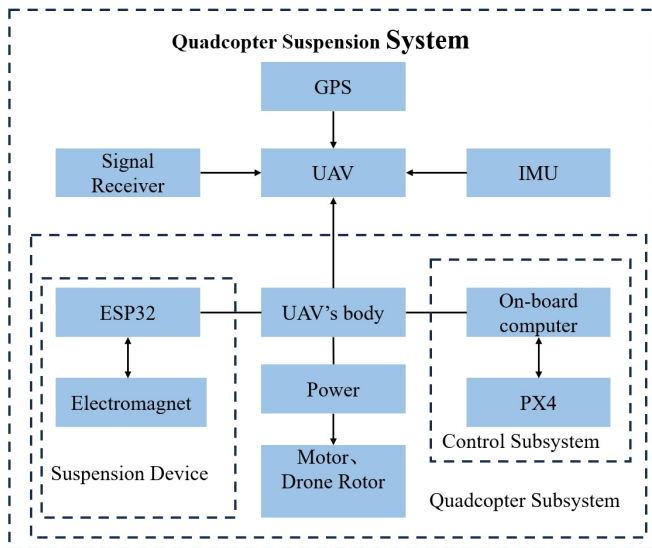 Quadcopter Suspension System
GPS
Signal
Receiver
UAV
IMU
ESP32
UAV’s body
On-board
computer
Electromagnet
Power
PX4
Control Subsystem
Motor、
Drone Rotor
Suspension Device
Quadcopter Subsystem